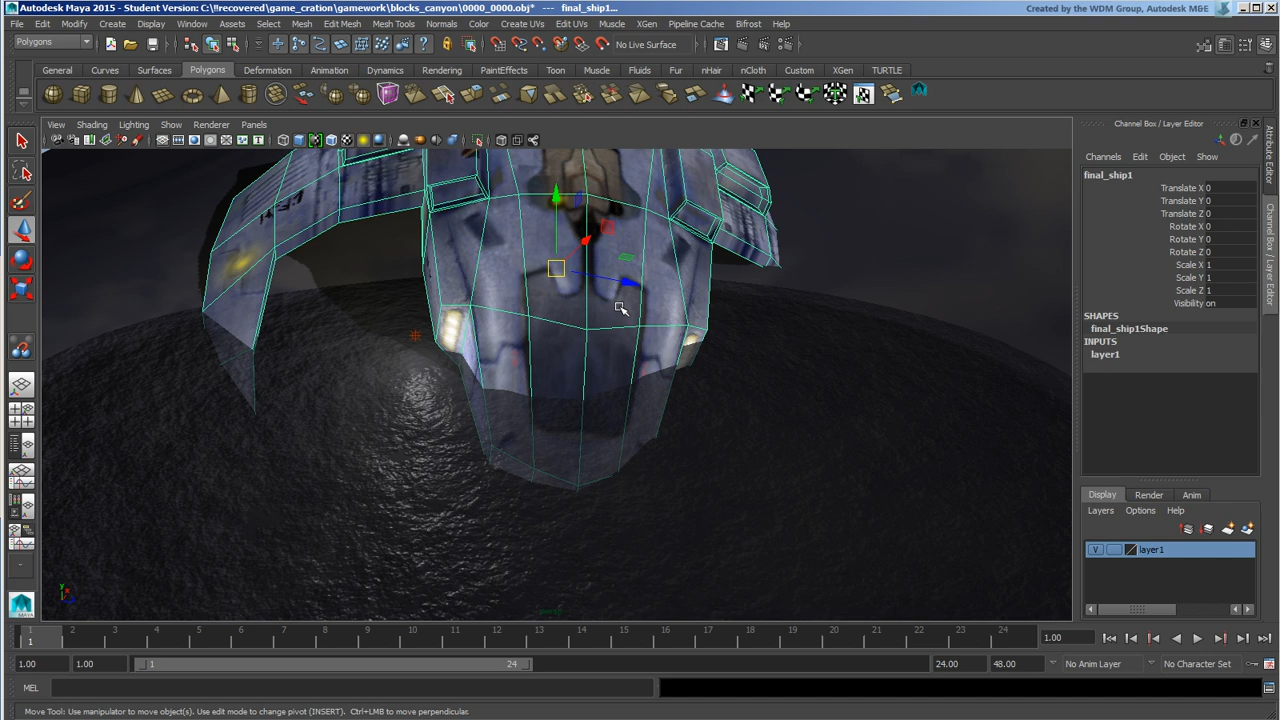 Autodesk Maya 2015 - Student Version: C:\!!recovered\game_cration\gamework\blocks_canyon\0000_0000.obj* --- final_ship1...
Created by the WDM Group, Autodesk M&E
File Edit Modify Create Display Window Assets Select Mesh Edit Mesh Mesh Tools Normals Color Create UVs Edit UVs Muscle XGen Pipeline Cache Bifrost Help
Polygons
No Live Surface
General Curves Surfaces Polygons Deformation Animation Dynamics Rendering PaintEffects Toon Muscle Fluids Fur nHair nCloth Custom XGen TURTLE
View Shading Lighting Show Renderer Panels
Channel Box / Layer Editor
Channels Edit Object Show
final_ship1
Translate X 0
Translate Y 0
Translate Z 0
Rotate X 0
Rotate Y 0
Rotate Z 0
Scale X 1
Scale Y 1
Scale Z 1
Visibility on
SHAPES
final_ship1Shape
INPUTS
layer1
Attribute Editor
Channel Box / Layer Editor
Display Render Anim
Layers Options Help
V layer1
persp
1 2 3 4 5 6 7 8 9 10 11 12 13 14 15 16 17 18 19 20 21 22 23 24
1
1.00
1.00 1.00 1 24 24.00 48.00 No Anim Layer No Character Set
MEL
Move Tool: Use manipulator to move object(s). Use edit mode to change pivot (INSERT). Ctrl+LMB to move perpendicular.